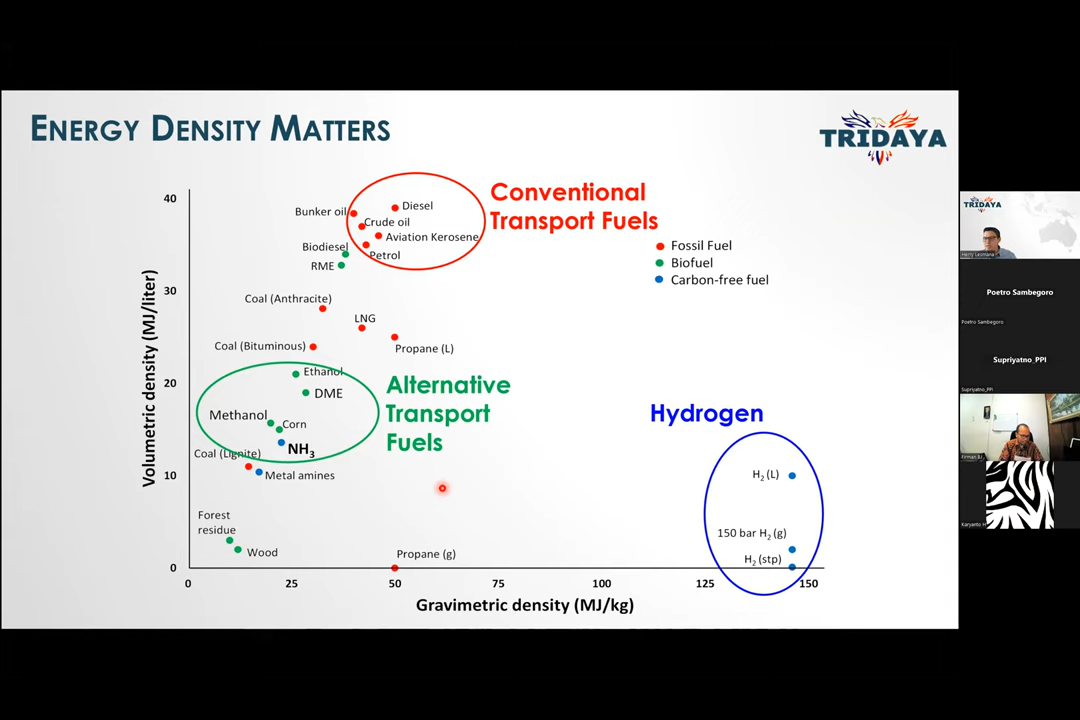 ENERGY DENSITY MATTERS
TRIDAYA
Conventional
Transport Fuels
Fossil Fuel
Biofuel
Carbon-free fuel
Volumetric density (MJ/liter)
40
30
20
10
0
Bunker oil
Diesel
Crude oil
Aviation Kerosene
Biodiesel
Petrol
RME
Coal (Anthracite)
LNG
Coal (Bituminous)
Propane (L)
Ethanol
DME
Alternative
Transport
Fuels
Methanol
Corn
NH3
Coal (Lignite)
Metal amines
Forest
residue
Wood
Propane (g)
Hydrogen
H2 (L)
150 bar H2 (g)
H2 (stp)
0
25
50
75
100
125
150
Gravimetric density (MJ/kg)
TRIDAYA
Herry Lesmana
Poetro Sambegoro
Poetro Sambegoro
Supriyatno_PPI
Supriyatno_PPI